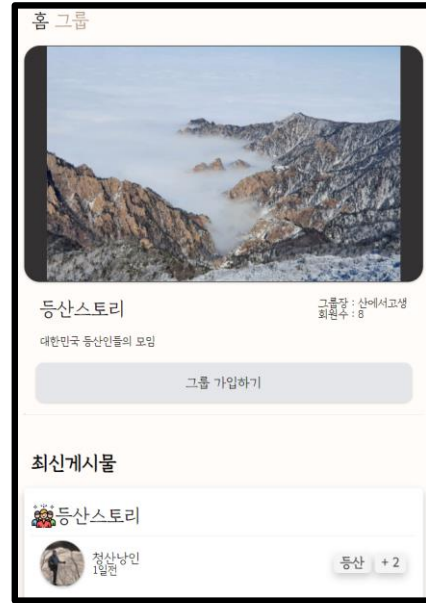 홈 그룹
등산스토리
그룹장 : 산에서고생
회원수 : 8
대한민국 등산인들의 모임
그룹 가입하기
최신게시물
등산스토리
청산낭인
1일전
등산 + 2